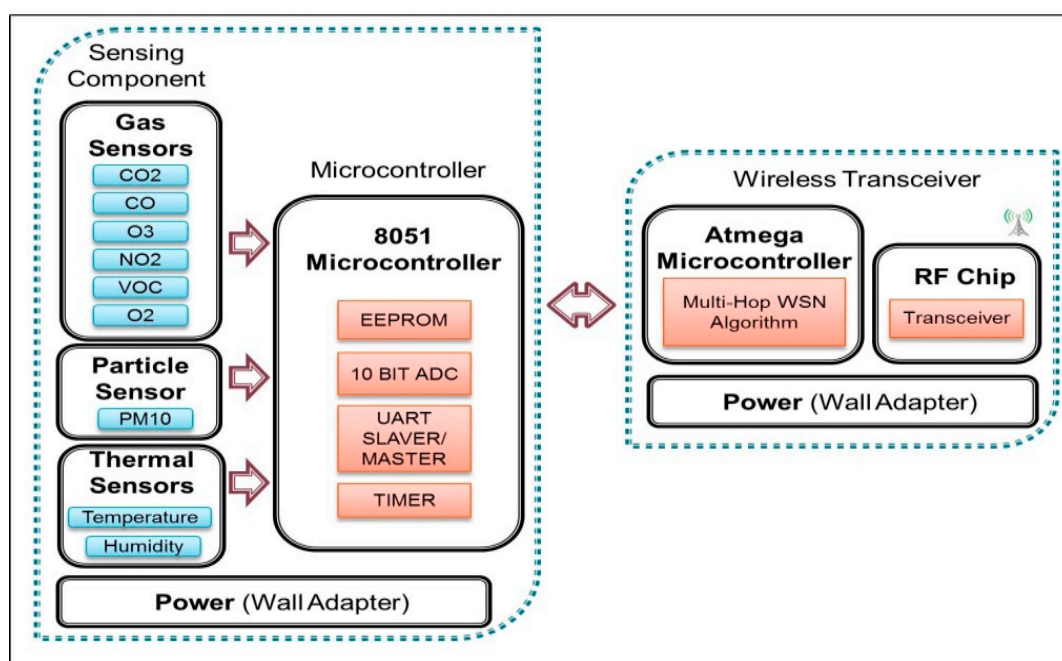 Sensing
Component
Gas
Sensors
CO2
CO
O3
NO2
VOC
O2
Particle
Sensor
PM10
Thermal
Sensors
Temperature
Humidity
Microcontroller
8051
Microcontroller
EEPROM
10 BIT ADC
UART
SLAVER/
MASTER
TIMER
Power (Wall Adapter)
Wireless Transceiver
Atmega
Microcontroller
Multi-Hop WSN
Algorithm
RF Chip
Transceiver
Power (Wall Adapter)